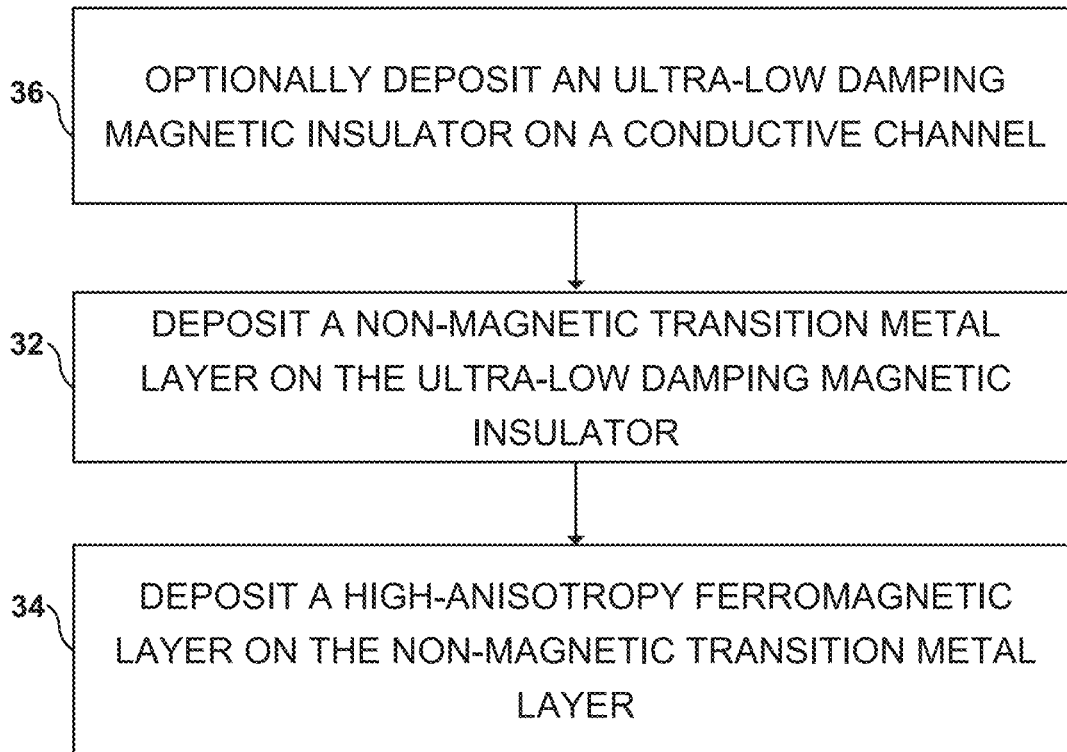 36
OPTIONALLY DEPOSIT AN ULTRA-LOW DAMPING
MAGNETIC INSULATOR ON A CONDUCTIVE CHANNEL
32
DEPOSIT A NON-MAGNETIC TRANSITION METAL
LAYER ON THE ULTRA-LOW DAMPING MAGNETIC
INSULATOR
34
DEPOSIT A HIGH-ANISOTROPY FERROMAGNETIC
LAYER ON THE NON-MAGNETIC TRANSITION METAL
LAYER